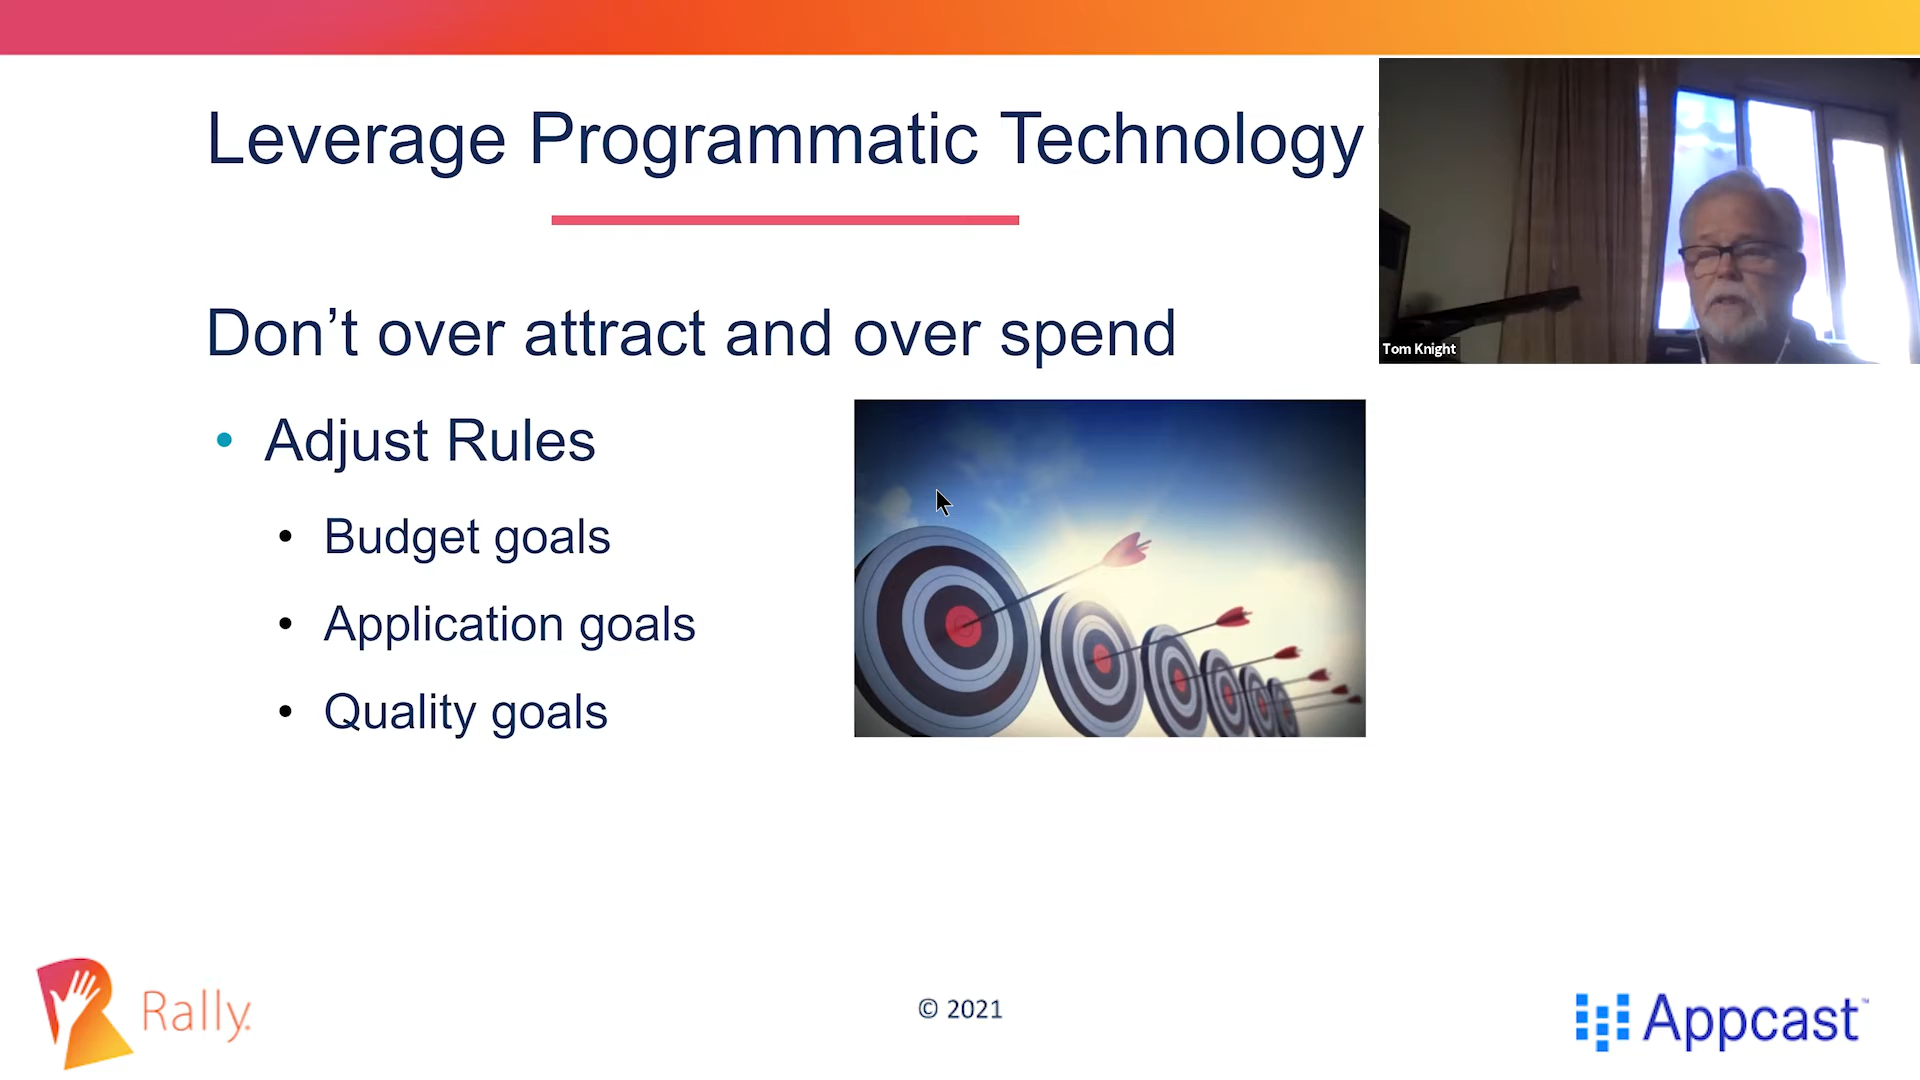 Leverage Programmatic Technology
Tom Knight
Don’t over attract and over spend
• Adjust Rules
• Budget goals
• Application goals
• Quality goals
Rally.
© 2021
Appcast™